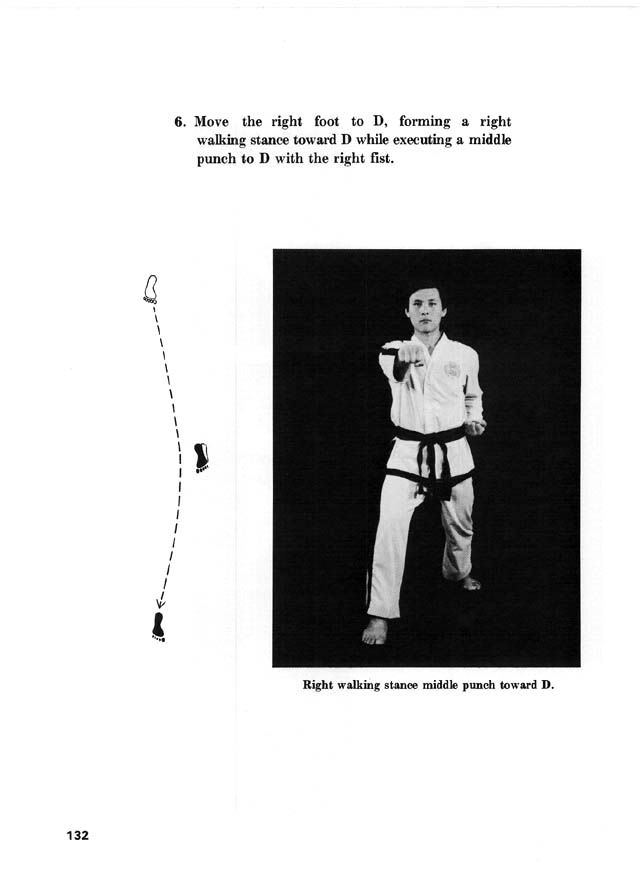 6. Move the right foot to D, forming a right
walking stance toward D while executing a middle
punch to D with the right fist.
Right walking stance middle punch toward D.
132